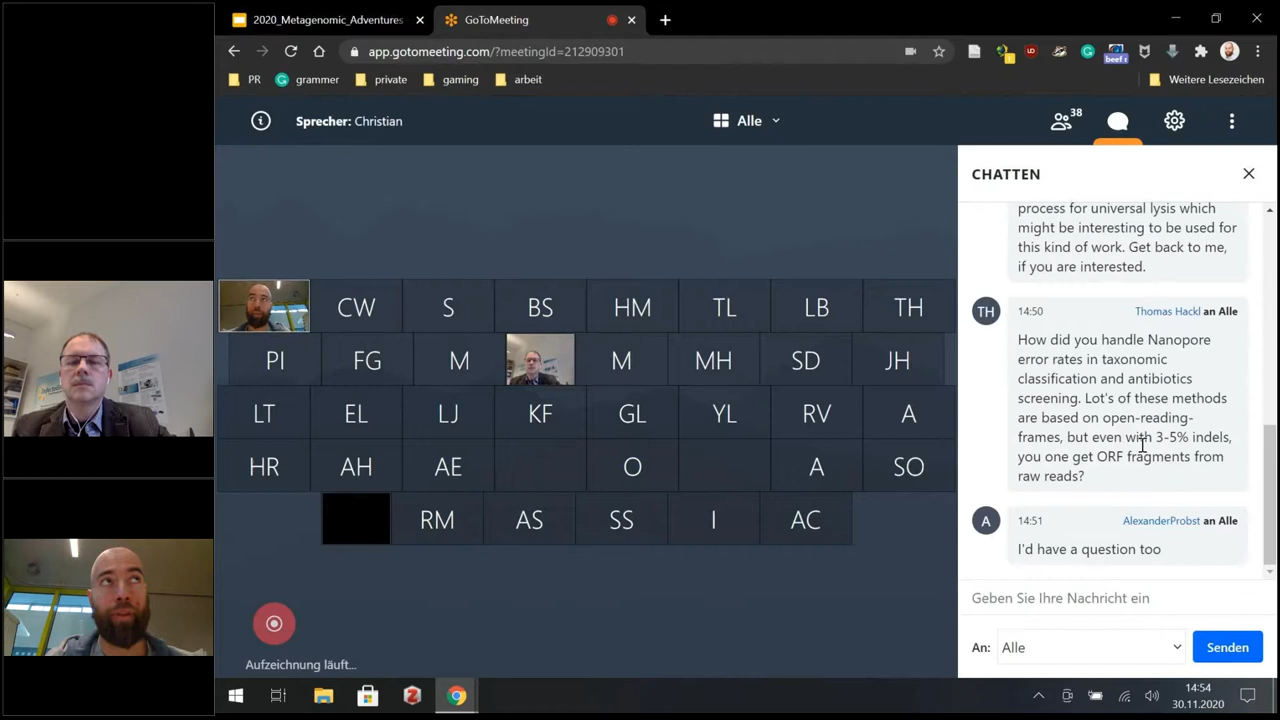 2020_Metagenomic_Adventures
GoToMeeting
app.gotomeeting.com/?meetingId=212909301
beef t
PR
grammer
private
gaming
arbeit
Weitere Lesezeichen
Sprecher: Christian
Alle
38
CHATTEN
process for universal lysis which
might be interesting to be used for
this kind of work. Get back to me,
if you are interested.
TH
14:50
Thomas Hackl an Alle
How did you handle Nanopore
error rates in taxonomic
classification and antibiotics
screening. Lot's of these methods
are based on open-reading-
frames, but even with 3-5% indels,
you one get ORF fragments from
raw reads?
A
14:51
AlexanderProbst an Alle
I'd have a question too
Geben Sie Ihre Nachricht ein
An:
Alle
Senden
CW
S
BS
HM
TL
LB
TH
PI
FG
M
M
MH
SD
JH
LT
EL
LJ
KF
GL
YL
RV
A
HR
AH
AE
O
A
SO
RM
AS
SS
I
AC
Aufzeichnung läuft...
14:54
30.11.2020